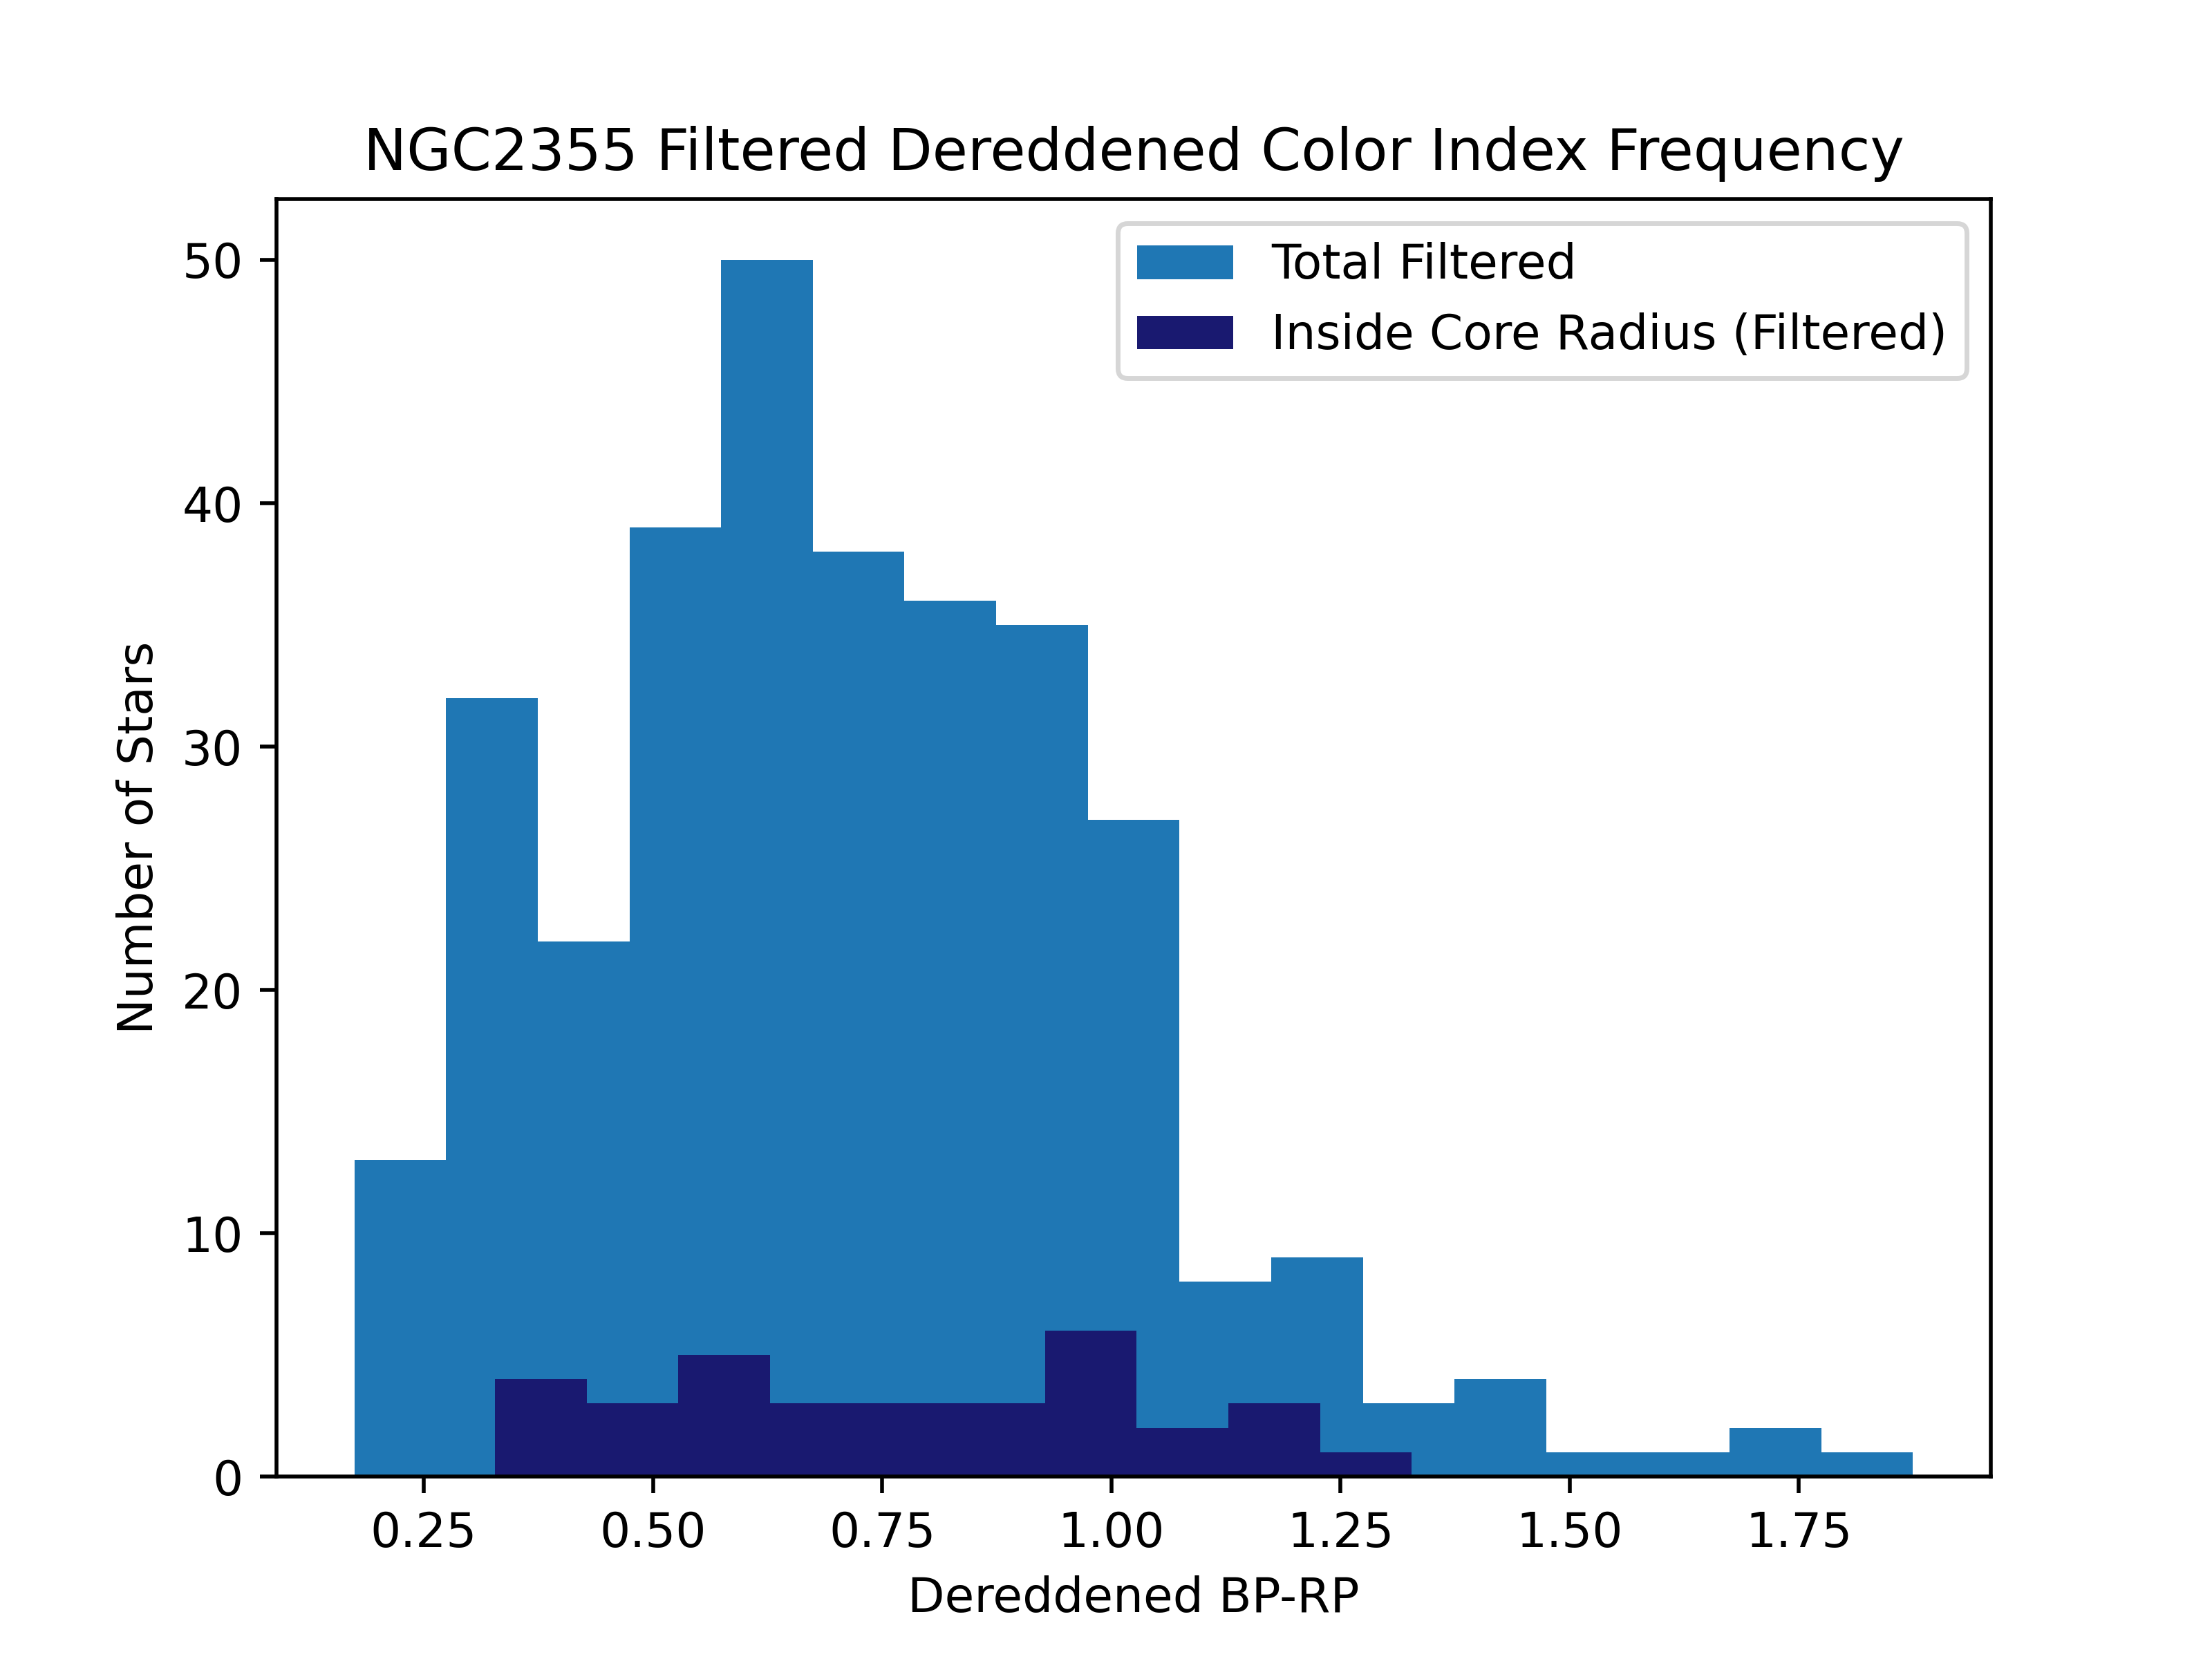 NGC2355 Filtered Dereddened Color Index Frequency
Total Filtered
Inside Core Radius (Filtered)
50
40
30
20
10
0
Number of Stars
0.25 0.50 0.75 1.00 1.25 1.50 1.75
Dereddened BP-RP